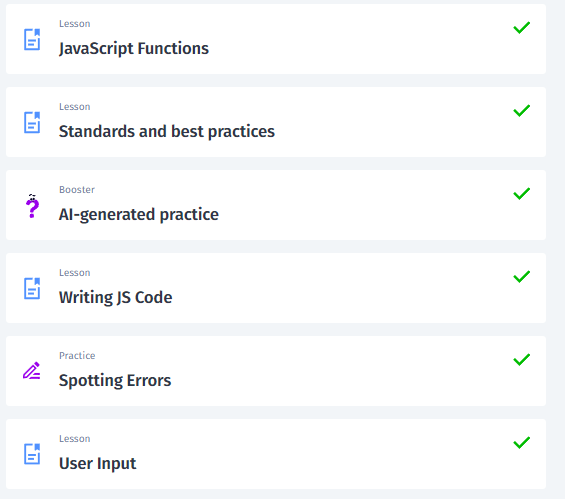 Lesson
JavaScript Functions
Lesson
Standards and best practices
Booster
AI-generated practice
Lesson
Writing JS Code
Practice
Spotting Errors
Lesson
User Input